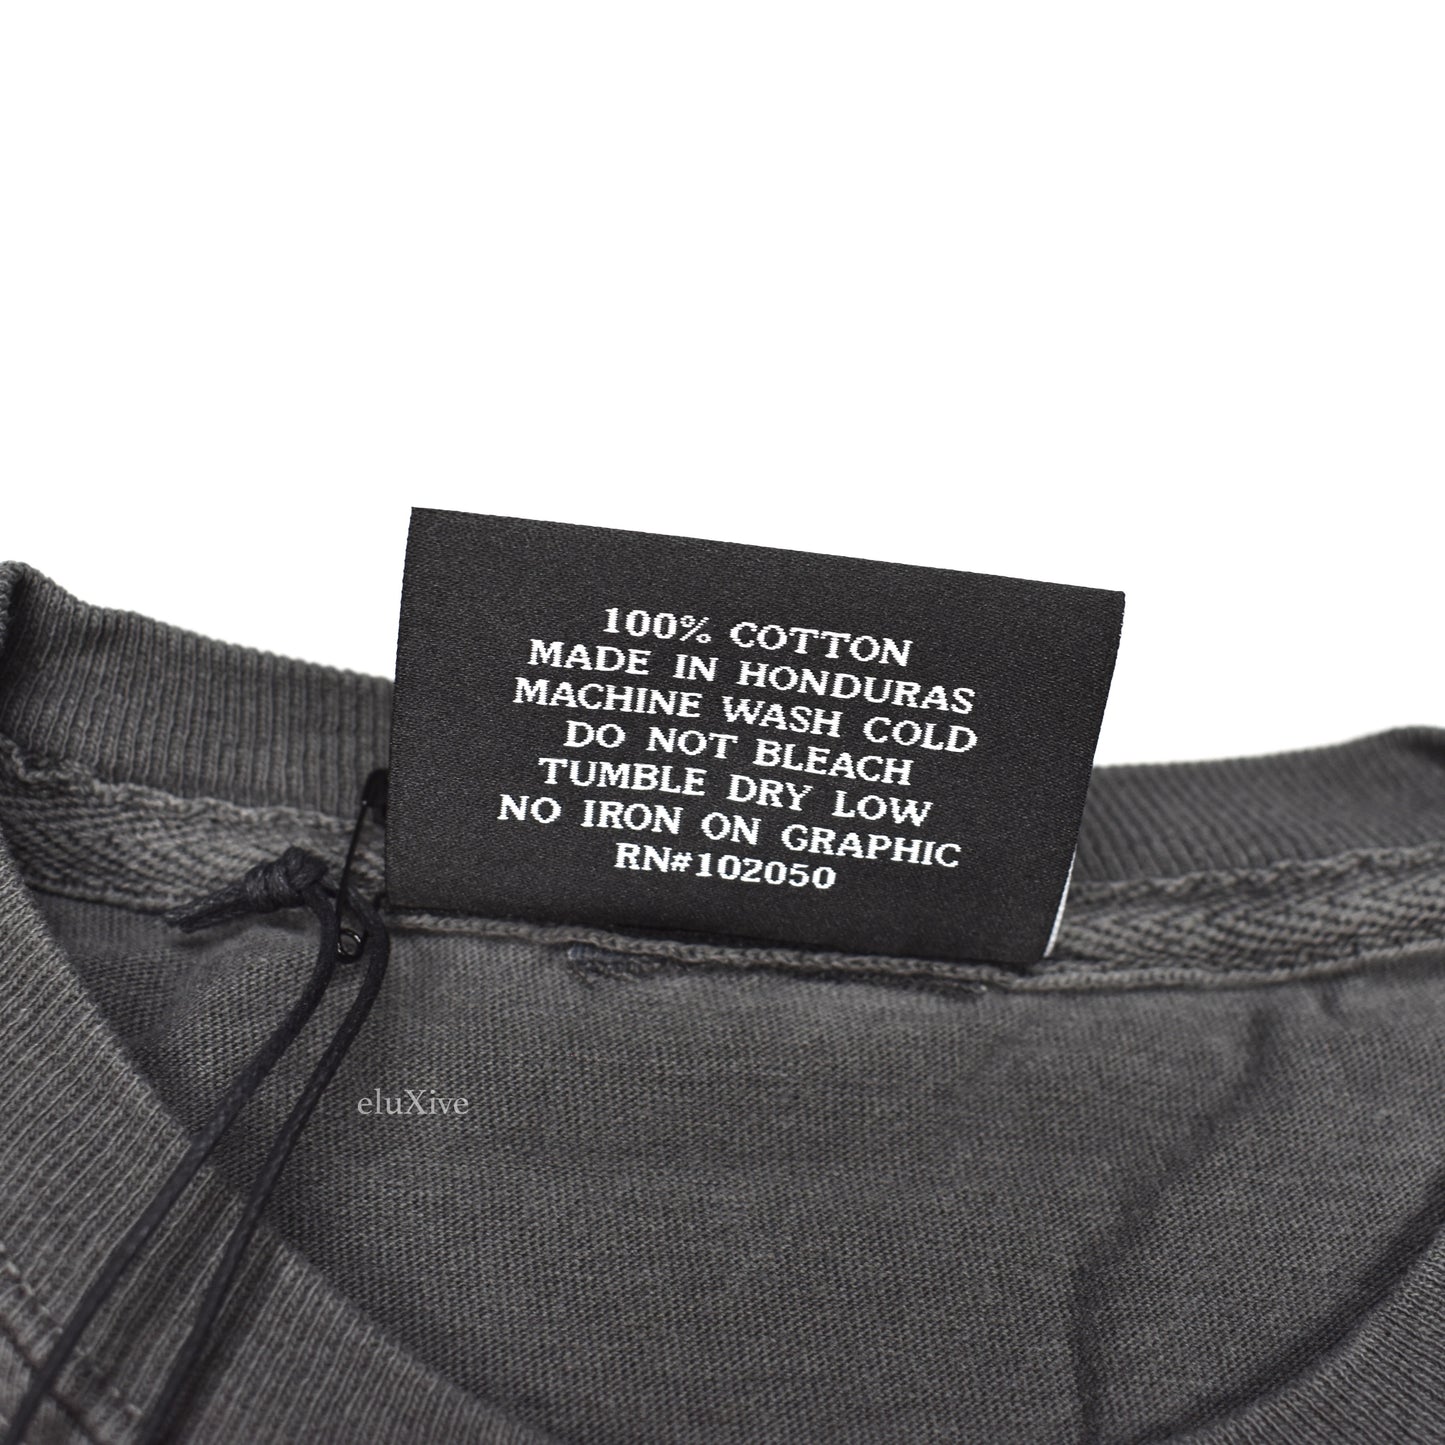 100% COTTON
MADE IN HONDURAS
MACHINE WASH COLD
DO NOT BLEACH
TUMBLE DRY LOW
NO IRON ON GRAPHIC
RN#102050
eluXive